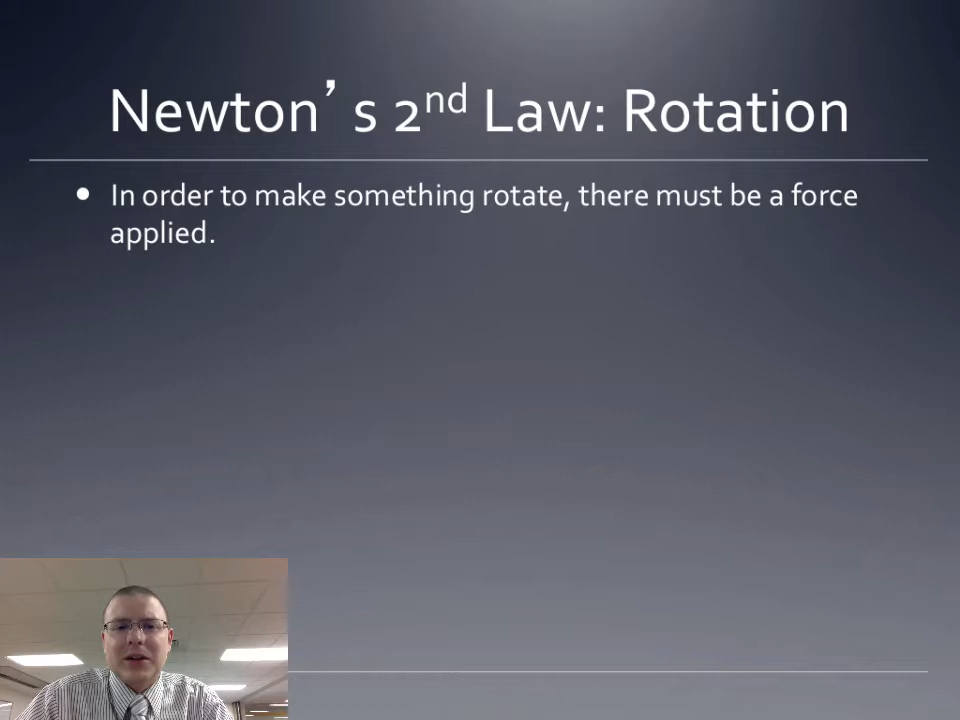 Newton’s 2nd Law: Rotation
• In order to make something rotate, there must be a force
applied.